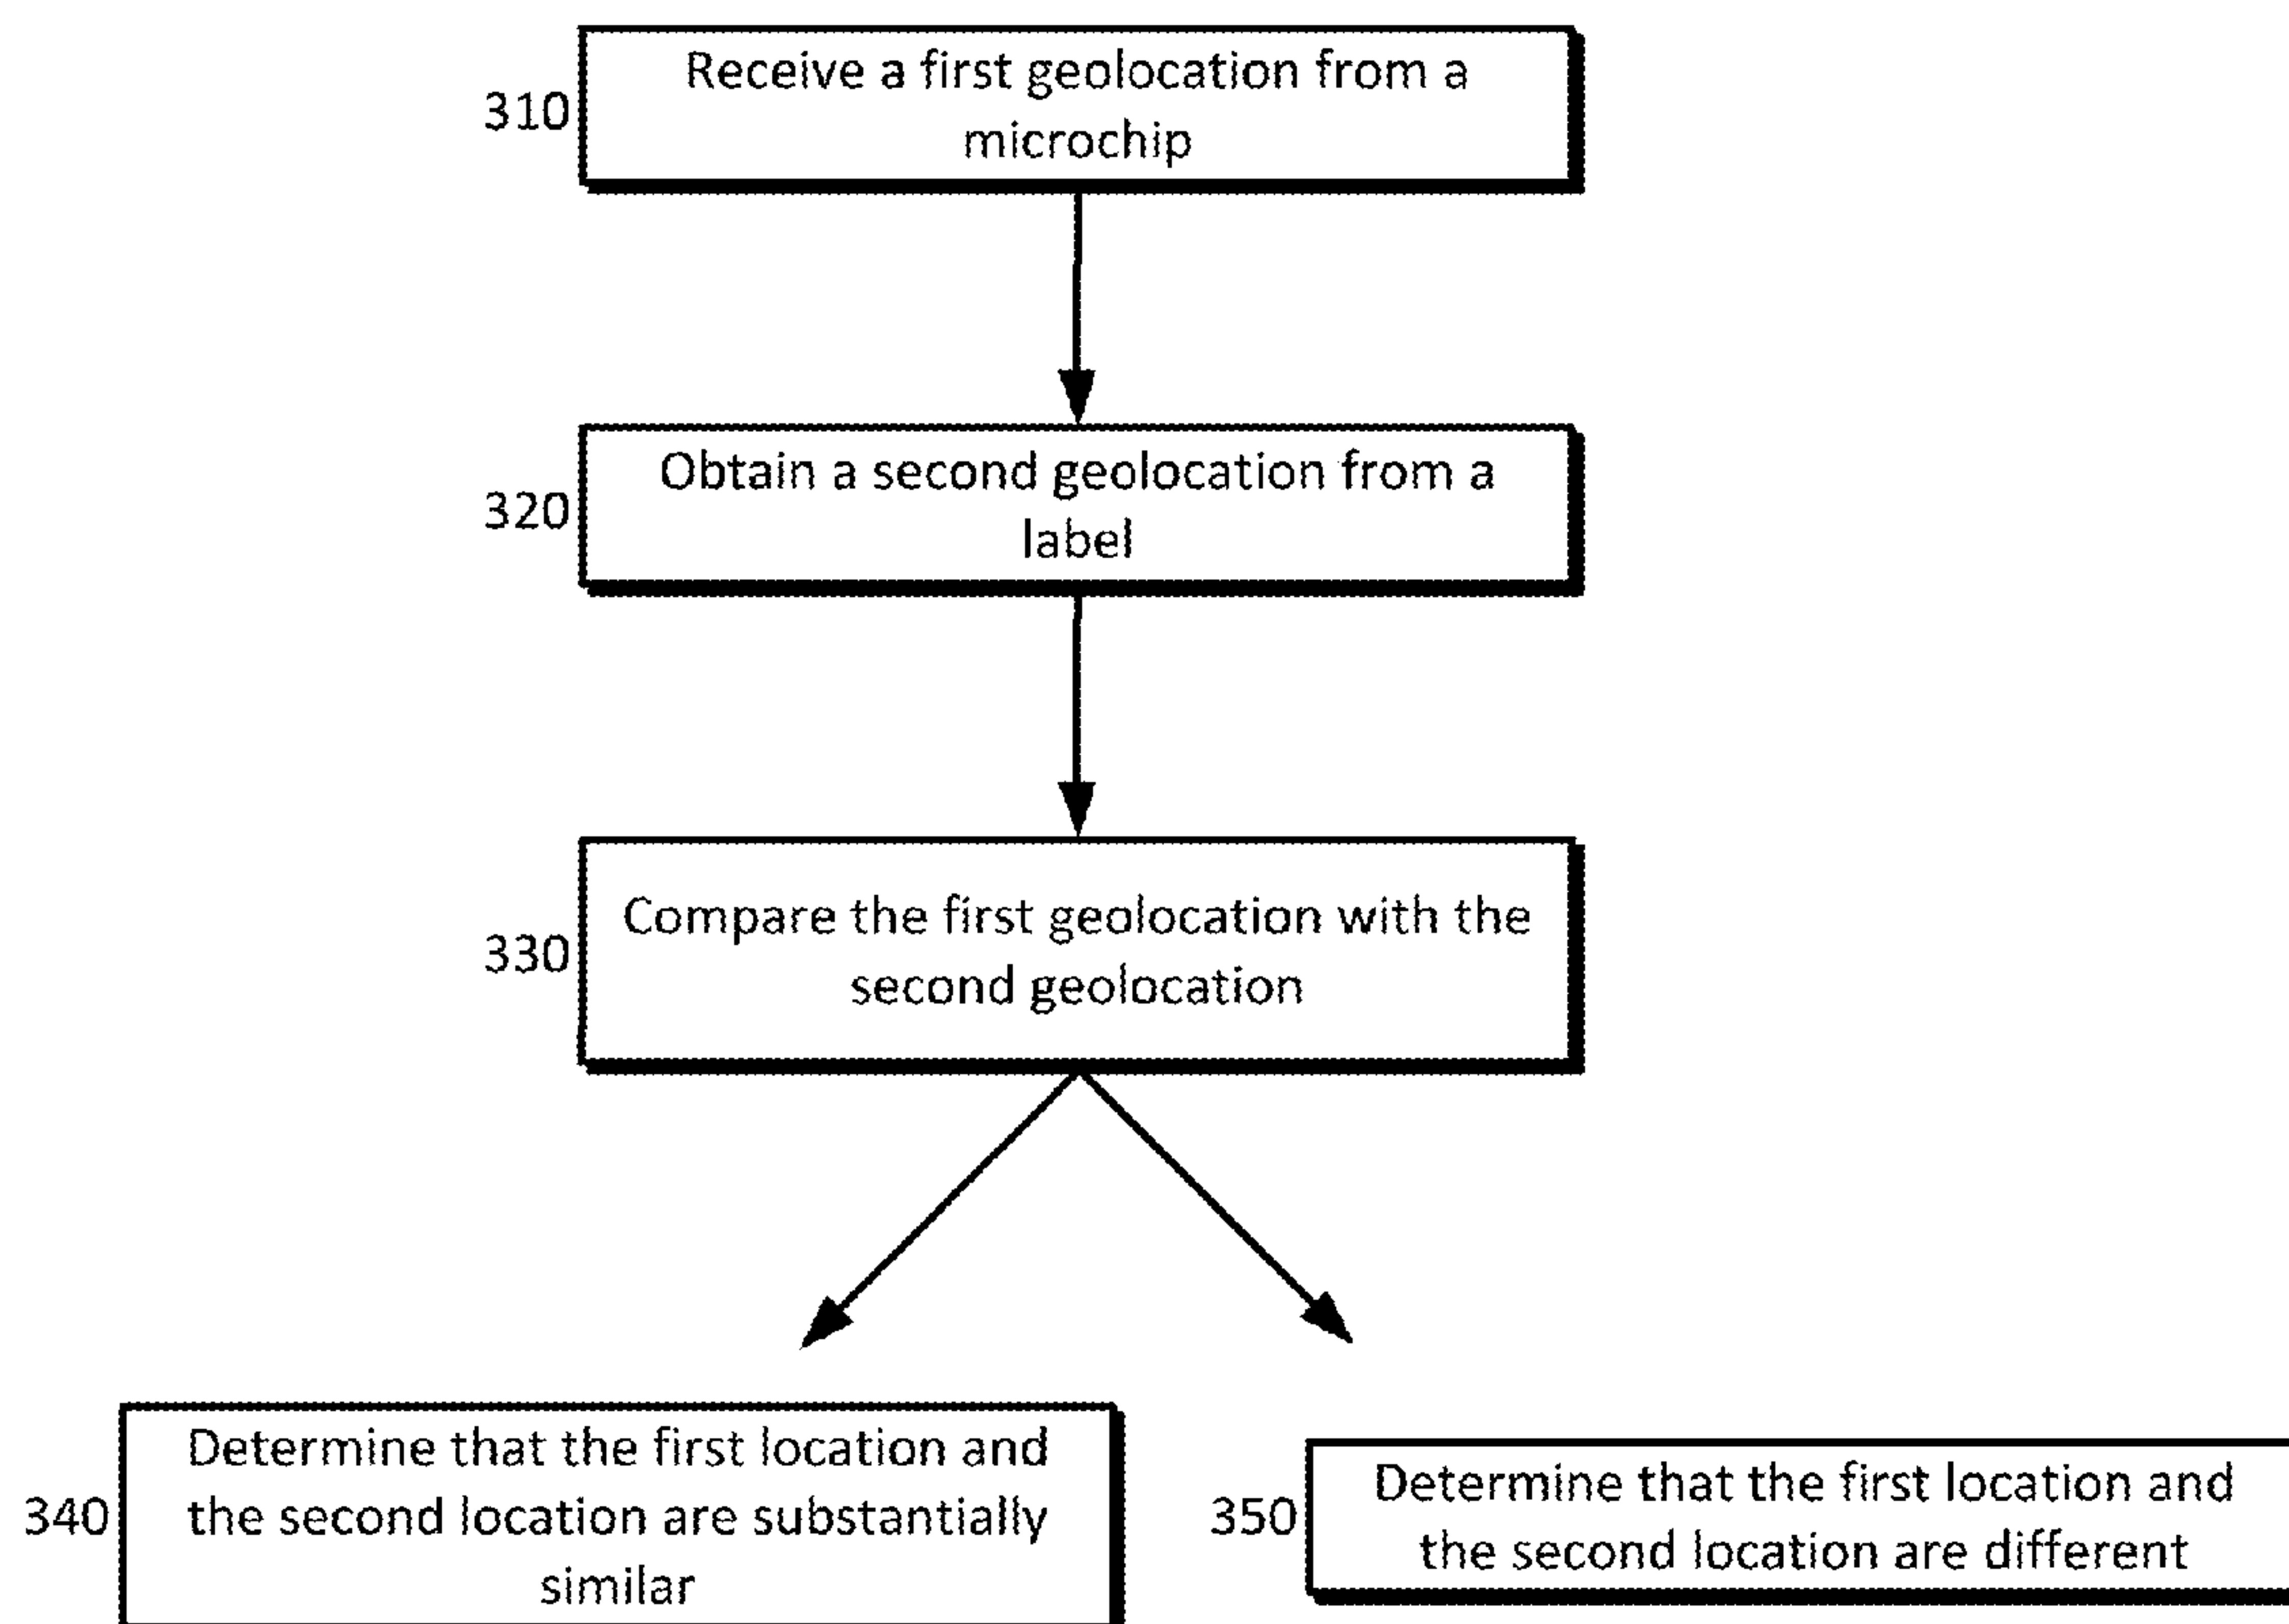 Receive a first geolocation from a
microchip
310
Obtain a second geolocation from a
label
320
Compare the first geolocation with the
second geolocation
330
Determine that the first location and
the second location are substantially
similar
340
Determine that the first location and
the second location are different
350